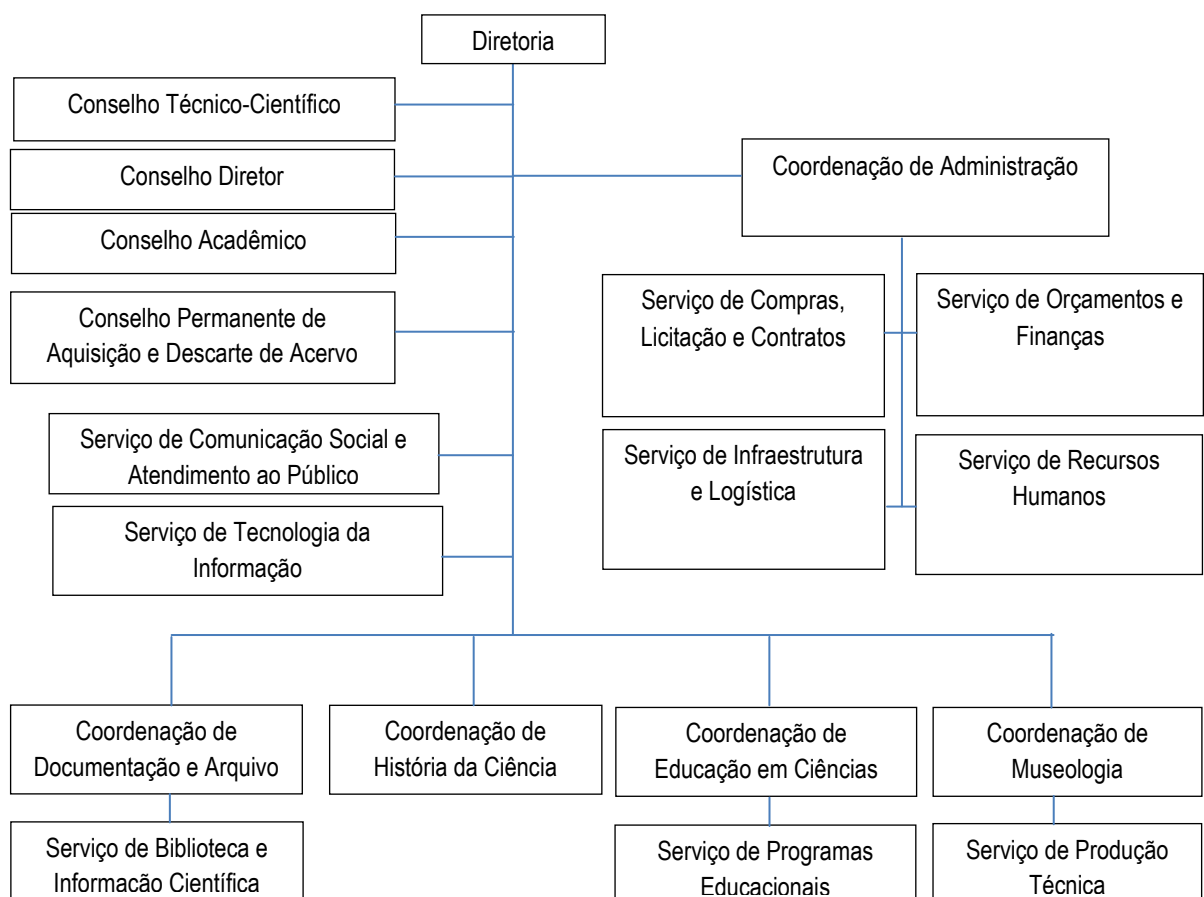 Diretoria
Conselho Técnico-Científico
Conselho Diretor
Conselho Acadêmico
Conselho Permanente de
Aquisição e Descarte de Acervo
Serviço de Comunicação Social e
Atendimento ao Público
Serviço de Tecnologia da
Informação
Coordenação de Administração
Serviço de Compras,
Licitação e Contratos
Serviço de Orçamentos e
Finanças
Serviço de Infraestrutura
e Logística
Serviço de Recursos
Humanos
Coordenação de
Documentação e Arquivo
Coordenação de
História da Ciência
Coordenação de
Educação em Ciências
Coordenação de
Museologia
Serviço de Biblioteca e
Informação Científica
Serviço de Programas
Educacionais
Serviço de Produção
Técnica